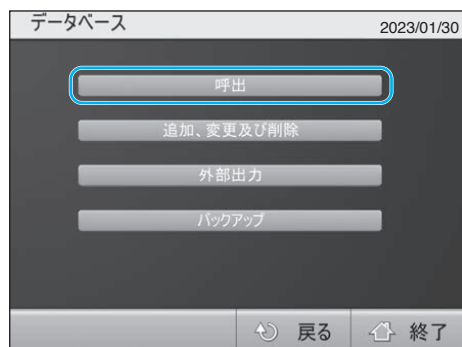 データベース
2023/01/30
呼出
追加、変更及び削除
外部出力
バックアップ
戻る
終了